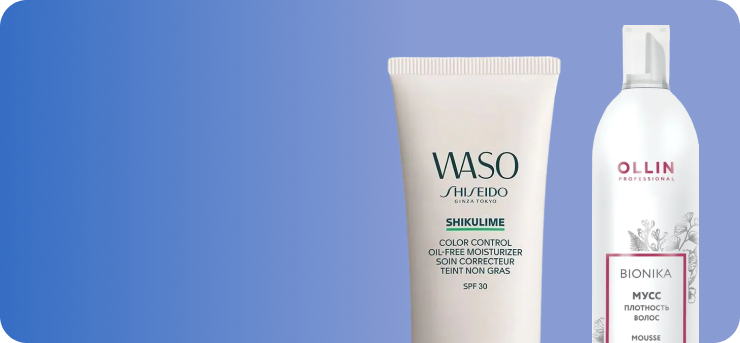 WASO
SHISEIDO
GINZA TOKYO
SHIKULIME
COLOR CONTROL
OIL-FREE MOISTURIZER
SOIN CORRECTEUR
TEINT NON GRAS
SPF 30
OLLIN
PROFESSIONAL
BIONIKA
МУСС
ПЛОТНОСТЬ
ВОЛОС
MOUSSE